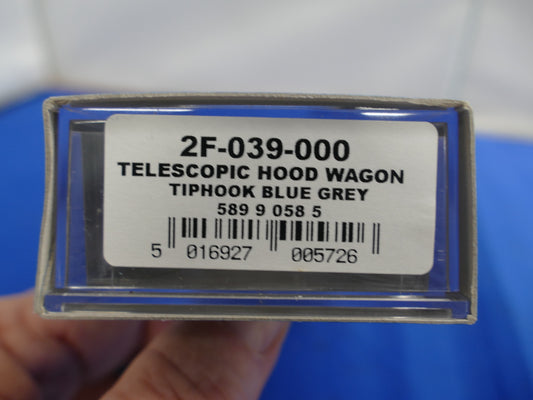 2F-039-000
TELESCOPIC HOOD WAGON
TIPHOOK BLUE GREY
589 9 058 5
5 016927 005726